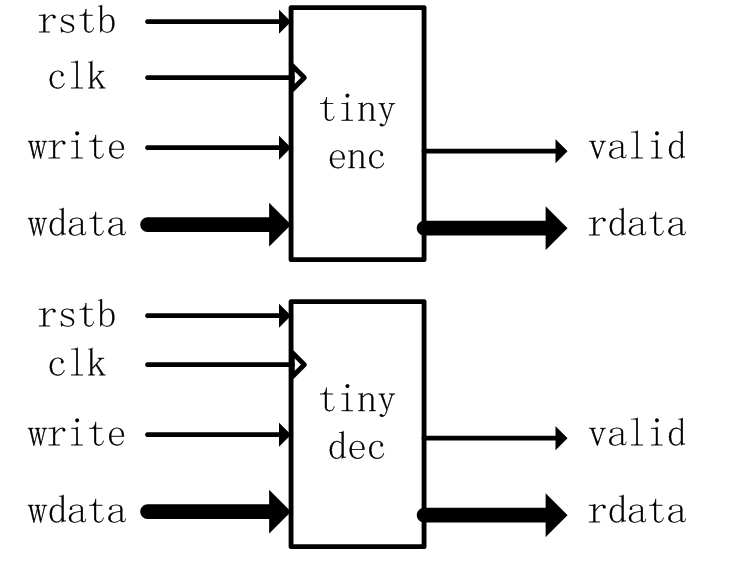 rstb
clk
tiny
write
enc
valid
wdata
rdata
rstb
clk
tiny
write
dec
valid
wdata
rdata